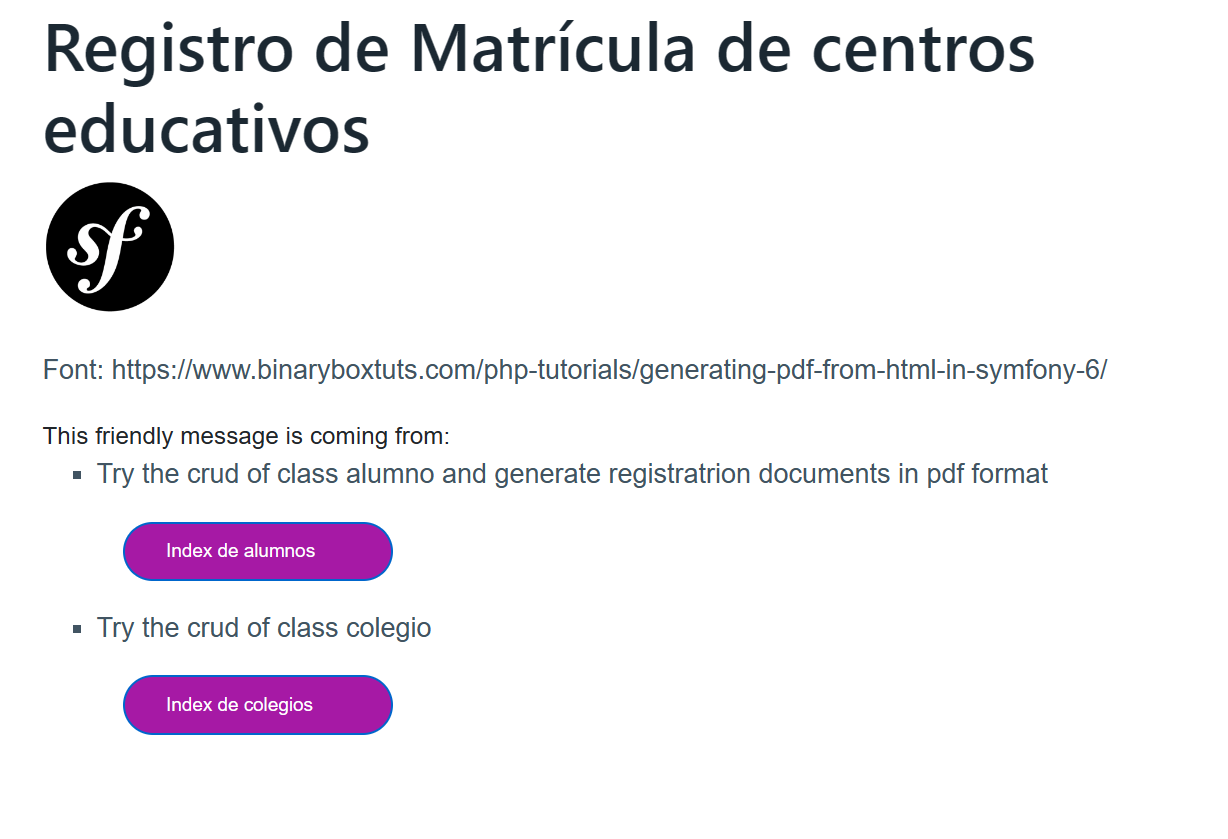 Registro de Matrícula de centros
educativos
sf
Font: https://www.binaryboxtuts.com/php-tutorials/generating-pdf-from-html-in-symfony-6/
This friendly message is coming from:
Try the crud of class alumno and generate registratrion documents in pdf format
Index de alumnos
Try the crud of class colegio
Index de colegios